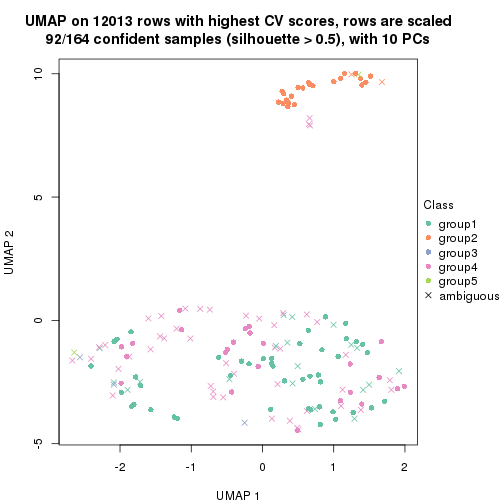 UMAP on 12013 rows with highest CV scores, rows are scaled
92/164 confident samples (silhouette > 0.5), with 10 PCs
10
5
0
-5
UMAP 2
-2
-1
0
1
2
UMAP 1
Class
group1
group2
group3
group4
group5
ambiguous